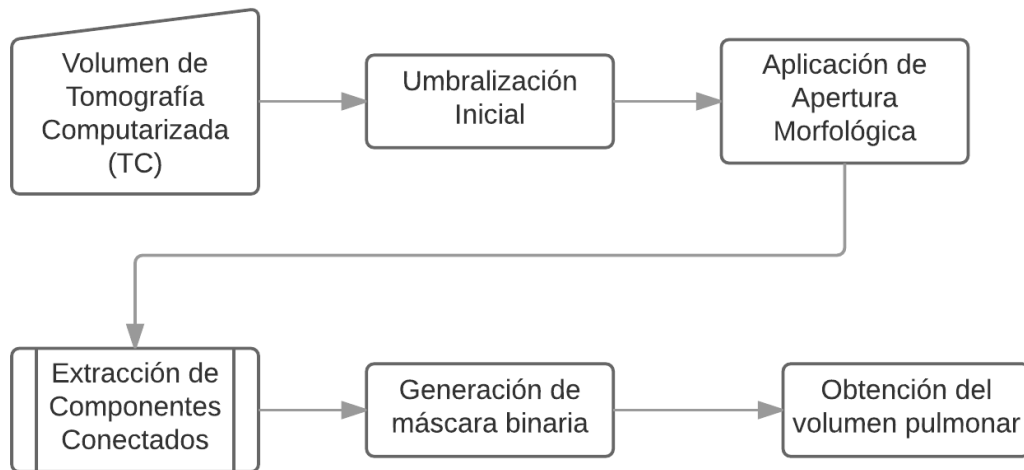 Volumen de
Tomografía
Computarizada
(TC)
Umbralización
Inicial
Aplicación de
Apertura
Morfológica
Extracción de
Componentes
Conectados
Generación de
máscara binaria
Obtención del
volumen pulmonar